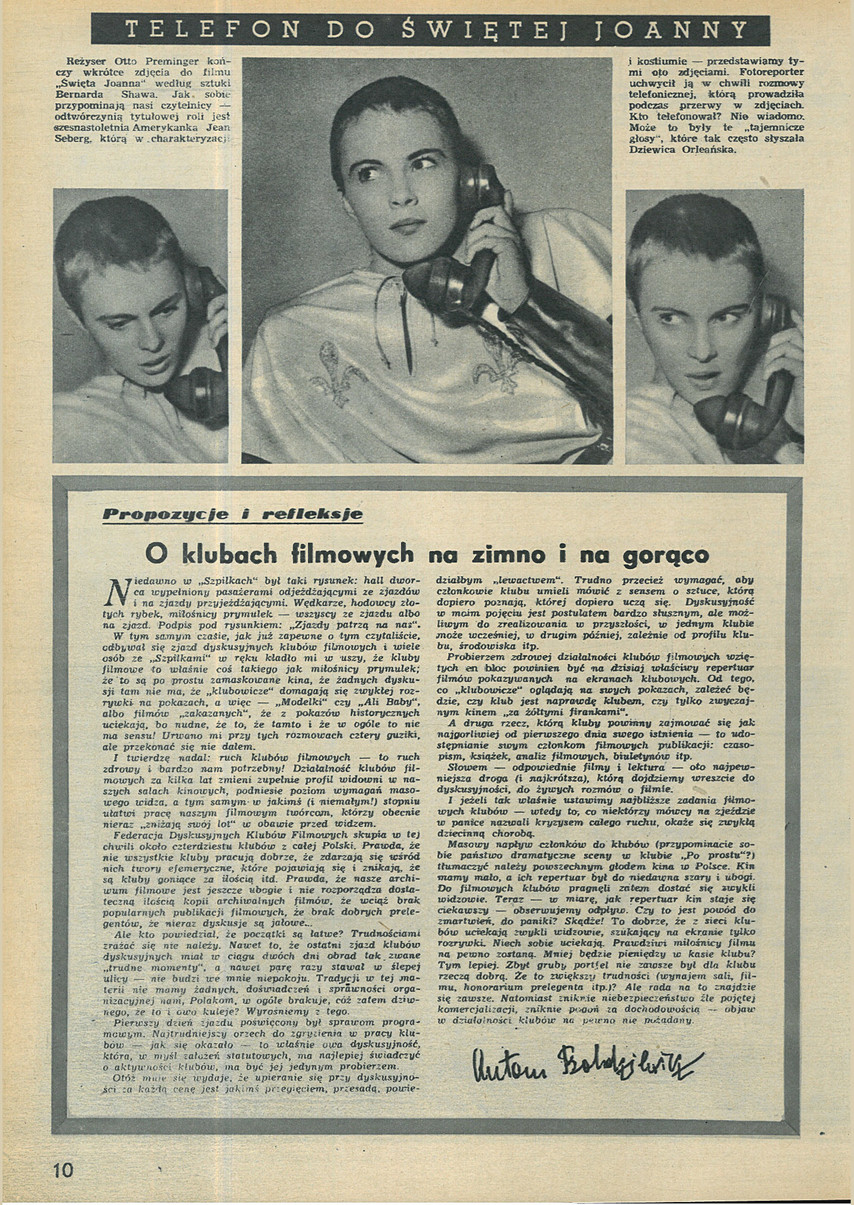 TELEFON DO ŚWIĘTEJ JOANNY
Reżyser Otto Preminger koń-
czy wkrótce zdjęcia do filmu
„Święta Joanna" według sztuki
Bernarda Shawa. Jak sobie
przypominają nasi czytelnicy —
odtwórczynią tytułowej roli jest
szesnastoletnia Amerykanka Jean
Seberg, którą w charakteryzacji
i kostiumie — przedstawiamy ty-
mi oto zdjęciami. Fotoreporter
uchwycił ją w chwili rozmowy
telefonicznej, którą prowadziła
podczas przerwy w zdjęciach.
Kto telefonował? Nie wiadomo.
Może to były te „tajemnicze
głosy", które tak często słyszała
Dziewica Orleańska.
Propozycje i refleksje
O klubach filmowych na zimno i na gorąco
Niedawno w „Szpilkach" był taki rysunek: hall dwor-
ca wypełniony pasażerami odjeżdżającymi ze zjazdów
i na zjazdy przyjeżdżającymi. Wędkarze, hodowcy zło-
tych rybek, miłośnicy prymulek — wszyscy ze zjazdu albo
na zjazd. Podpis pod rysunkiem: „Zjazdy patrzą na nas".
W tym samym czasie, jak już zapewne o tym czytaliście,
odbywał się zjazd dyskusyjnych klubów filmowych i wiele
osób ze „Szpilkami" w ręku kładło mi w uszy, że kluby
filmowe to właśnie coś takiego jak miłośnicy prymulek;
że to są po prostu zamaskowane kina, że żadnych dysku-
sji tam nie ma, że „klubowicze" domagają się zwykłej roz-
rywki na pokazach, a więc — „Modelki" czy „Ali Baby",
albo filmów „zakazanych", że z pokazów historycznych
uciekają, bo nudne, że to, że tamto i że w ogóle to nie
ma sensu! Urwano mi przy tych rozmowach cztery guziki,
ale przekonać się nie dałem.
I twierdzę nadal: ruch klubów filmowych — to ruch
zdrowy i bardzo nam potrzebny! Działalność klubów fil-
mowych za kilka lat zmieni zupełnie profil widowni w na-
szych salach kinowych, podniesie poziom wymagań maso-
wego widza, a tym samym w jakimś (i niemałym!) stopniu
ułatwi pracę naszym filmowym twórcom, którzy obecnie
nieraz „zniżają swój lot" w obawie przed widzem.
Federacja Dyskusyjnych Klubów Filmowych skupia w tej
chwili około czterdziestu klubów z całej Polski. Prawda, że
nie wszystkie kluby pracują dobrze, że zdarzają się wśród
nich twory efemeryczne, które pojawiają się i znikają, że
są kluby goniące za ilością itd. Prawda, że nasze archi-
wum filmowe jest jeszcze ubogie i nie rozporządza dosta-
teczną ilością kopii archiwalnych filmów, że wciąż brak
popularnych publikacji filmowych, że brak dobrych prele-
gentów, że nieraz dyskusje są jałowe...
Ale kto powiedział, że początki są łatwe? Trudnościami
zrażać się nie należy. Nawet to, że ostatni zjazd klubów
dyskusyjnych miał w ciągu dwóch dni obrad tak zwane
„trudne momenty", a nawet parę razy stawał w ślepej
ulicy — nie budzi we mnie niepokoju. Tradycji w tej ma-
terii nie mamy żadnych, doświadczeń i sprawności orga-
nizacyjnej nam, Polakom, w ogóle brakuje, cóż zatem dziw-
nego, że to i owo kuleje? Wyrośniemy z tego.
Pierwszy dzień zjazdu poświęcony był sprawom progra-
mowym. Najtrudniejszy orzech do zgryzienia w pracy klu-
bów — jak się okazało — to właśnie owa dyskusyjność,
która, w myśl założeń statutowych, ma najlepiej świadczyć
o aktywności klubów, ma być jej jedynym probierzem.
Otóż mnie się wydaje, że upieranie się przy dyskusyjno-
ści za każdą cenę jest jakimś przegięciem, przesadą, powie-
działbym „lewactwem". Trudno przecież wymagać, aby
członkowie klubu umieli mówić z sensem o sztuce, którą
dopiero poznają, której dopiero uczą się. Dyskusyjność
w moim pojęciu jest postulatem bardzo słusznym, ale moż-
liwym do zrealizowania w przyszłości, w jednym klubie
może wcześniej, w drugim później, zależnie od profilu klu-
bu, środowiska itp.
Probierzem zdrowej działalności klubów filmowych wzię-
tych en bloc powinien być na dzisiaj właściwy repertuar
filmów pokazywanych na ekranach klubowych. Od tego,
co „klubowicze" oglądają na swych pokazach, zależeć bę-
dzie, czy klub jest naprawdę klubem, czy tylko zwyczaj-
nym kinem „za żółtymi firankami".
A druga rzecz, którą kluby powinny zajmować się jak
najgorliwiej od pierwszego dnia swego istnienia — to udo-
stępnianie swym członkom filmowych publikacji: czaso-
pism, książek, analiz filmowych, biuletynów itp.
Słowem — odpowiednie filmy i lektura — oto najpew-
niejsza droga (i najkrótsza), którą dojdziemy wreszcie do
dyskusyjności, do żywych rozmów o filmie.
I jeżeli tak właśnie ustawimy najbliższe zadania filmo-
wych klubów — wtedy to, co niektórzy mówcy na zjeździe
w panice nazwali kryzysem całego ruchu, okaże się zwykłą
dziecinną chorobą.
Masowy napływ członków do klubów (przypominacie so-
bie państwo dramatyczne sceny w klubie „Po prostu"?)
tłumaczyć należy powszechnym głodem kina w Polsce. Kin
mamy mało, a ich repertuar był do niedawna szary i ubogi.
Do filmowych klubów pragnęli zatem dostać się zwykli
widzowie. Teraz — w miarę, jak repertuar kin staje się
ciekawszy — obserwujemy odpływ. Czy to jest powód do
zmartwień, do paniki? Skądże! To dobrze, że z sieci klu-
bów uciekają zwykli widzowie, szukający na ekranie tylko
rozrywki. Niech sobie uciekają. Prawdziwi miłośnicy filmu
na pewno zostaną. Mniej będzie pieniędzy w kasie klubu?
Tym lepiej. Zbyt gruby portfel nie zawsze był dla klubu
rzeczą dobrą. Że to zwiększy trudności (wynajem sali, fil-
mu, honorarium prelegenta itp.)? Ale rada na to znajdzie
się zawsze. Natomiast zniknie niebezpieczeństwo źle pojętej
komercjalizacji, zniknie pogoń za dochodowością — objaw
w działalności klubów na pewno nie pożądany.
Antoni Bohdziewicz
10